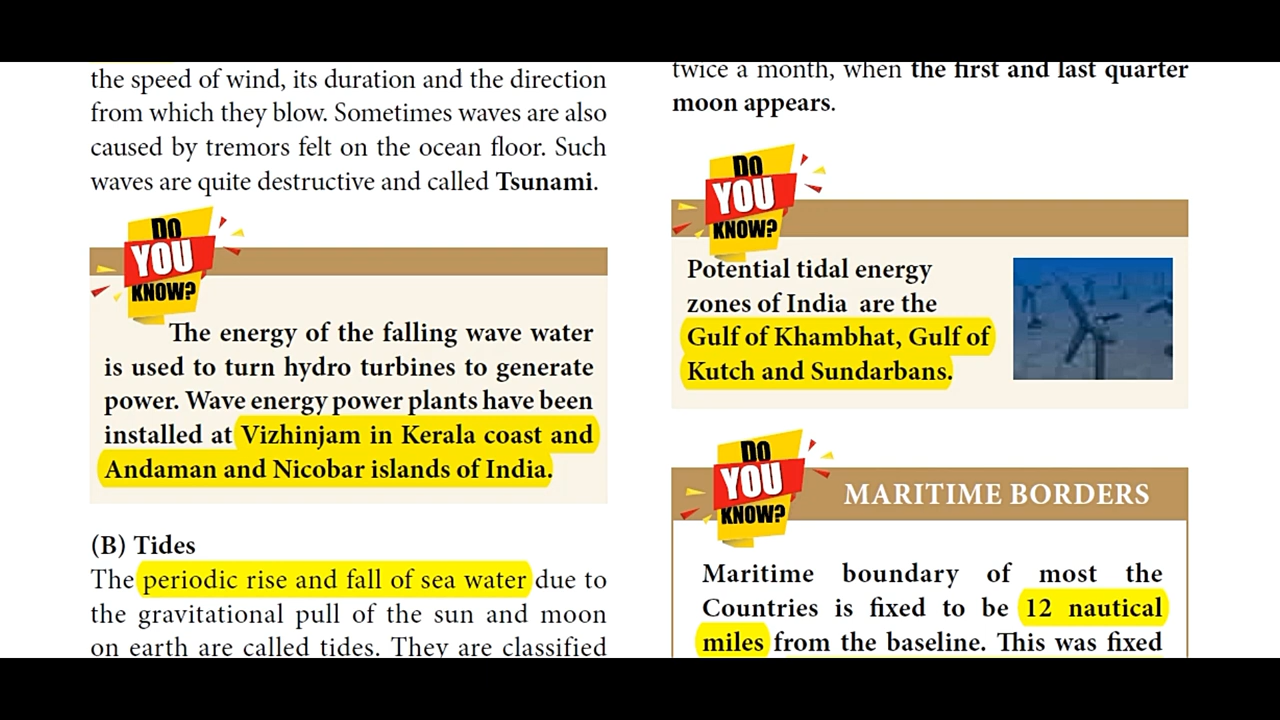 the speed of wind, its duration and the direction
from which they blow. Sometimes waves are also
caused by tremors felt on the ocean floor. Such
waves are quite destructive and called Tsunami.
DO
YOU
KNOW?
The energy of the falling wave water
is used to turn hydro turbines to generate
power. Wave energy power plants have been
installed at Vizhinjam in Kerala coast and
Andaman and Nicobar islands of India.
(B) Tides
The periodic rise and fall of sea water due to
the gravitational pull of the sun and moon
on earth are called tides. They are classified
twice a month, when the first and last quarter
moon appears.
DO
YOU
KNOW?
Potential tidal energy
zones of India are the
Gulf of Khambhat, Gulf of
Kutch and Sundarbans.
DO
YOU
KNOW?
MARITIME BORDERS
Maritime boundary of most the
Countries is fixed to be 12 nautical
miles from the baseline. This was fixed